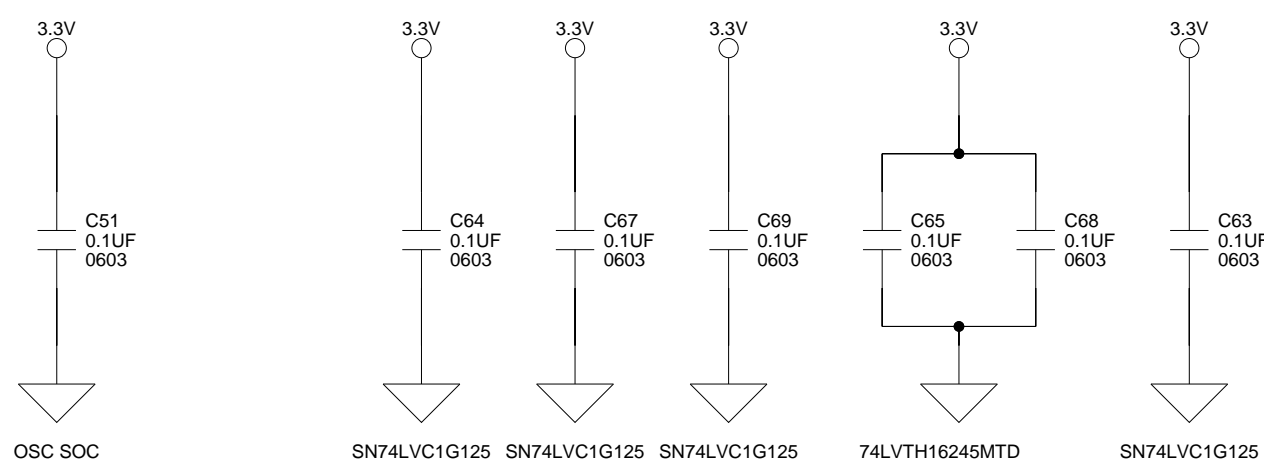 3.3V
3.3V
3.3V
3.3V
3.3V
3.3V
C51
0.1UF
0603
C64
0.1UF
0603
C67
0.1UF
0603
C69
0.1UF
0603
C65
0.1UF
0603
C68
0.1UF
0603
C63
0.1UF
0603
OSC SOC
SN74LVC1G125
SN74LVC1G125
SN74LVC1G125
74LVTH16245MTD
SN74LVC1G125